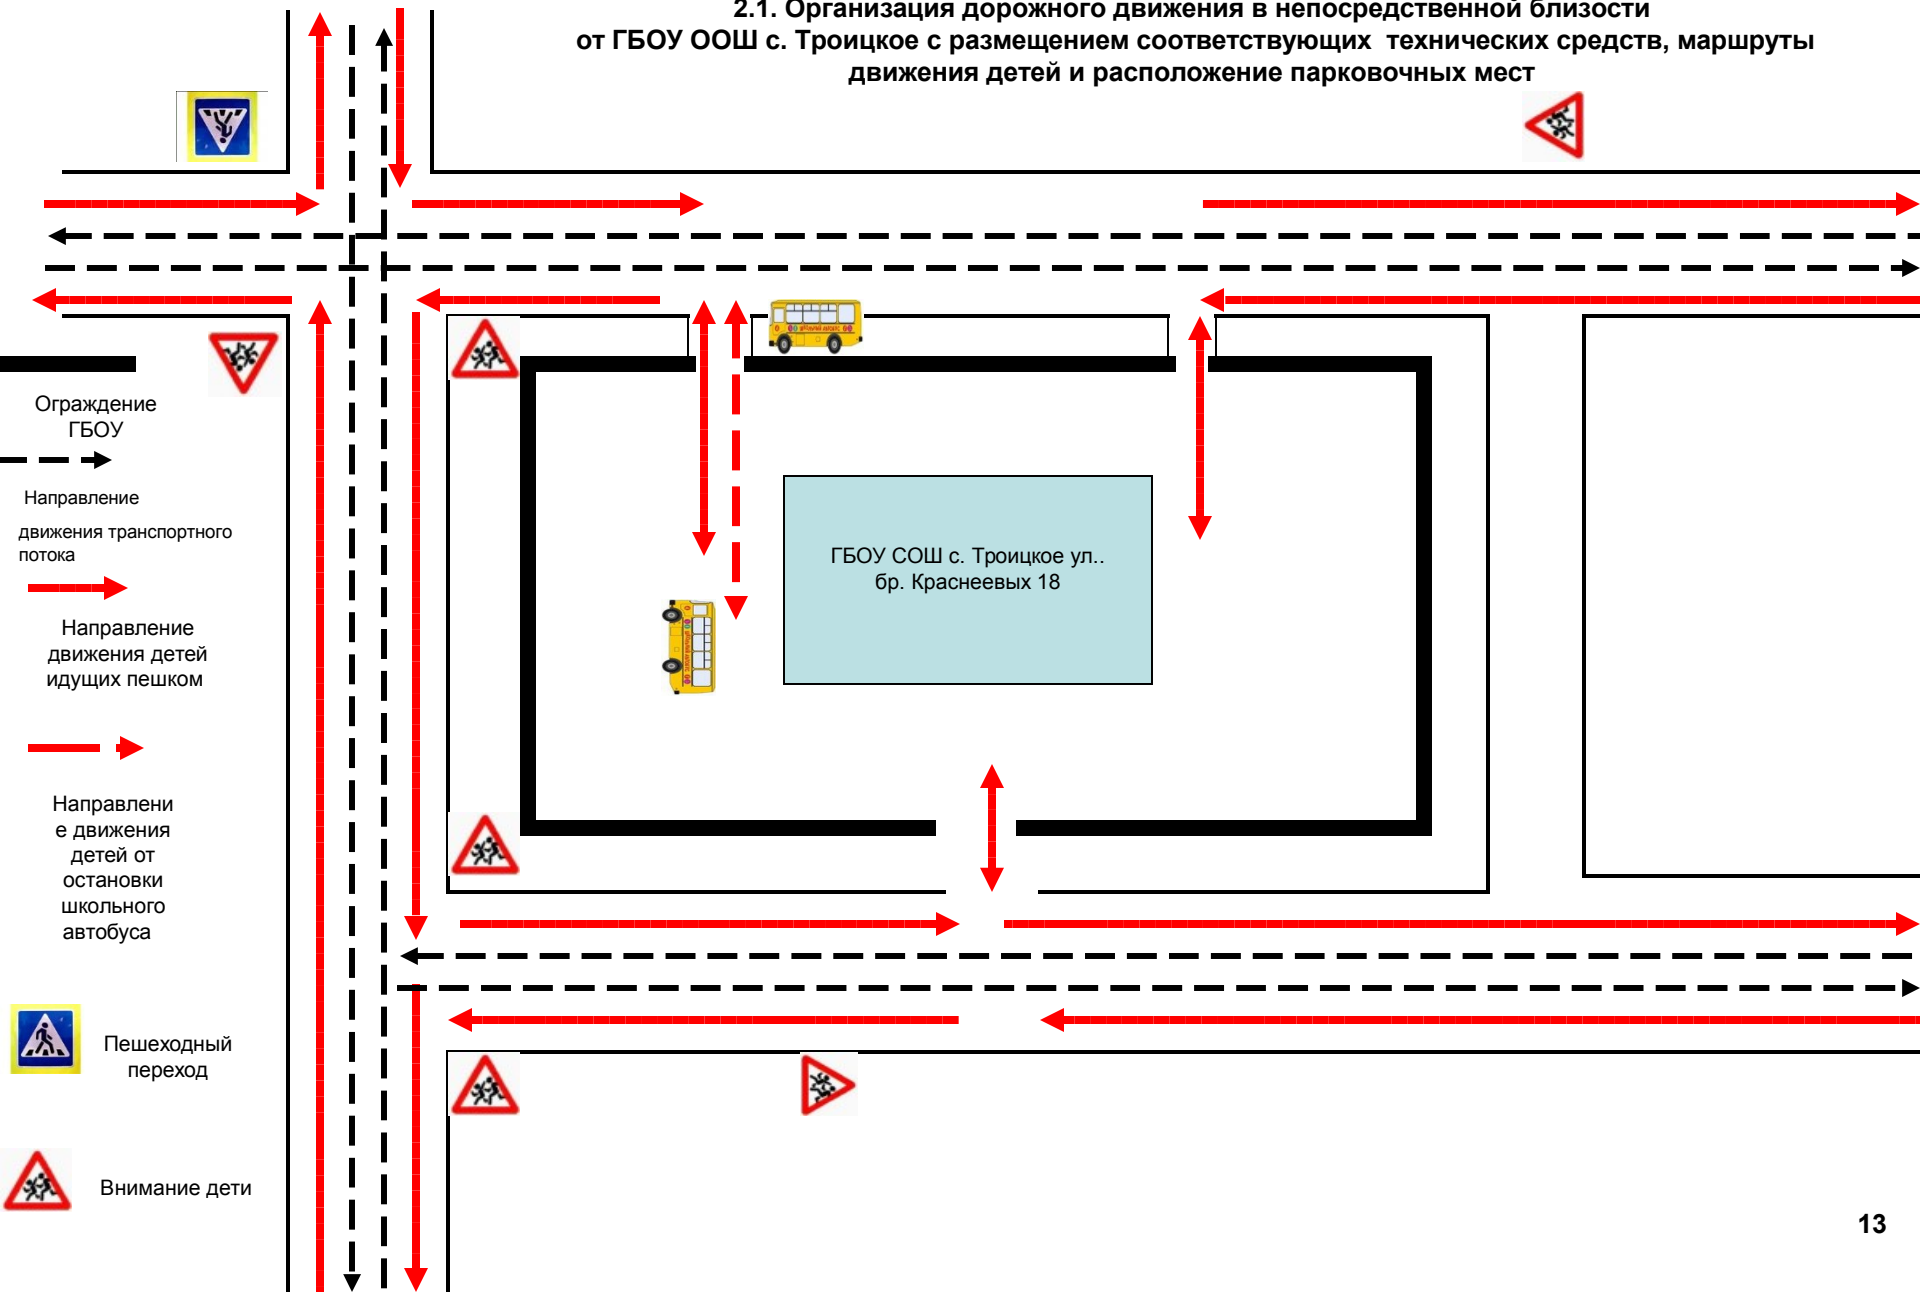 2.1. Организация дорожного движения в непосредственной близости
от ГБОУ ООШ с. Троицкое с размещением соответствующих технических средств, маршруты
движения детей и расположение парковочных мест
Ограждение
ГБОУ
Направление
движения транспортного
потока
Направление
движения детей
идущих пешком
Направлени
е движения
детей от
остановки
школьного
автобуса
Пешеходный
переход
Внимание дети
ГБОУ СОШ с. Троицкое ул..
бр. Краснеевых 18
13